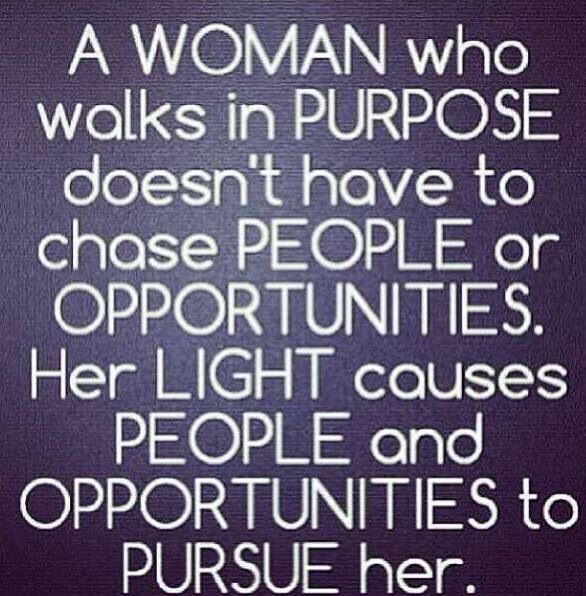 A WOMAN who
walks in PURPOSE
doesn't have to
chase PEOPLE or
OPPORTUNITIES.
Her LIGHT causes
PEOPLE and
OPPORTUNITIES to
PURSUE her.